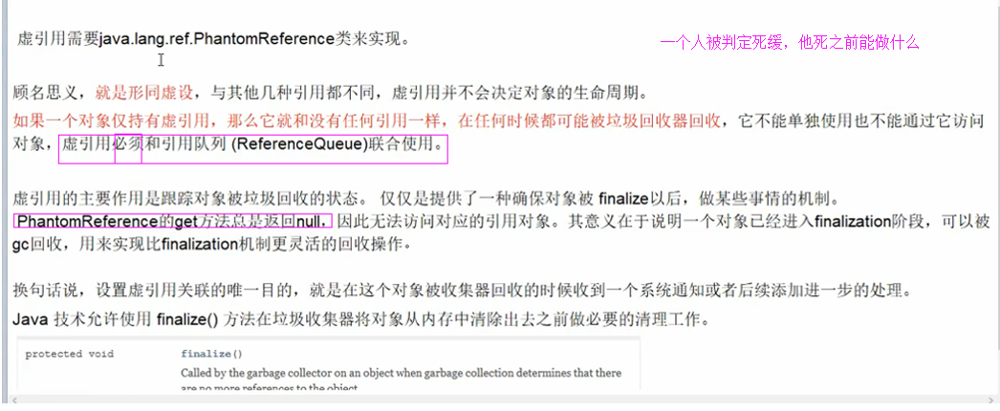 虚引用需要java.lang.ref.PhantomReference类来实现。
一个人被判定死缓，他死之前能做什么
顾名思义，就是形同虚设，与其他几种引用都不同，虚引用并不会决定对象的生命周期。
如果一个对象仅持有虚引用，那么它就和没有任何引用一样，在任何时候都可能被垃圾回收器回收，它不能单独使用也不能通过它访问
对象，虚引用必须和引用队列 (ReferenceQueue)联合使用。
虚引用的主要作用是跟踪对象被垃圾回收的状态。 仅仅是提供了一种确保对象被 finalize以后，做某些事情的机制。
PhantomReference的get方法总是返回null，因此无法访问对应的引用对象。其意义在于说明一个对象已经进入finalization阶段，可以被
gc回收，用来实现比finalization机制更灵活的回收操作。
换句话说，设置虚引用关联的唯一目的，就是在这个对象被收集器回收的时候收到一个系统通知或者后续添加进一步的处理。
Java 技术允许使用 finalize() 方法在垃圾收集器将对象从内存中清除出去之前做必要的清理工作。
protected void finalize()
Called by the garbage collector on an object when garbage collection determines that there
are no more references to the object